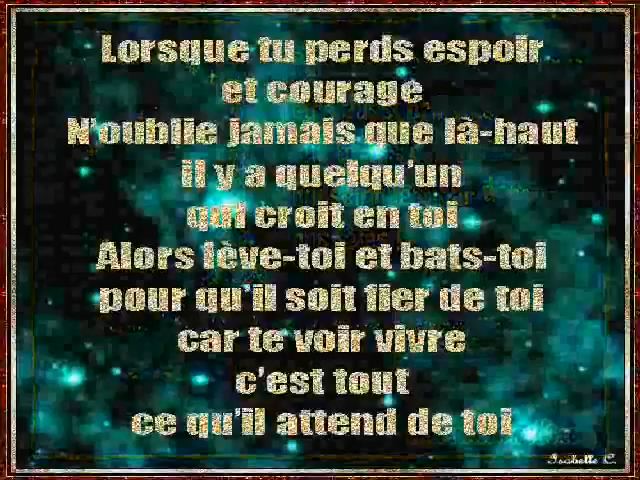 Lorsque tu perds espoir
et courage
N'oublie jamais que là-haut
il y a quelqu'un
qui croit en toi
Alors lève-toi et bats-toi
pour qu'il soit fier de toi
car te voir vivre
c'est tout
ce qu'il attend de toi
Isabelle C.